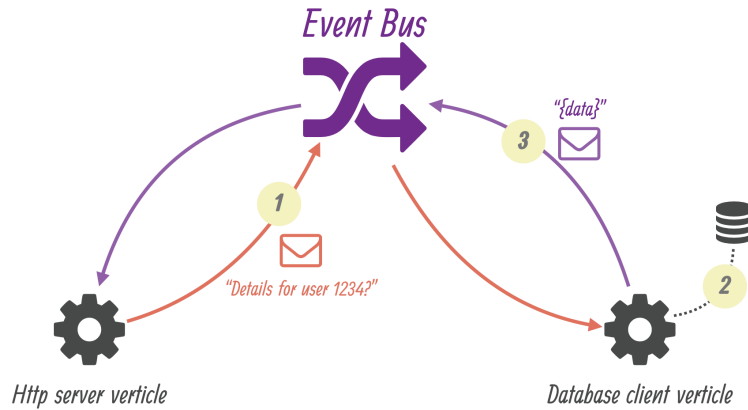 Event Bus
“{data}”
3
1
“Details for user 1234?”
2
Http server verticle
Database client verticle